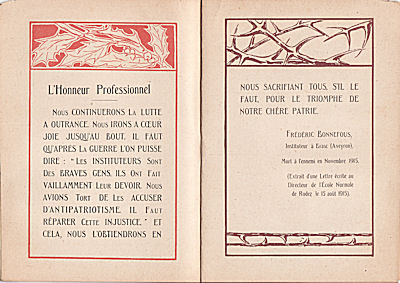 L'Honneur Professionnel
Nous continuerons la lutte
a outrance. Nous irons a cœur
joie jusqu'au bout. Il faut
qu'après la guerre l'on puisse
dire : "Les Instituteurs Sont
des braves gens. Ils Ont Fait
vaillamment leur Devoir. Nous
avions Tort de Les accuser
d'antipatriotisme. Il Faut
réparer Cette Injustice." Et
cela, nous l'obtiendrons en
nous sacrifiant tous, s'il le
faut, pour le triomphe de
notre chère patrie.
Frédéric Bonnefous,
Instituteur à Brasc (Aveyron),
Mort à l'ennemi en Novembre 1915.
(Extrait d'une Lettre écrite au
Directeur de l'École Normale
de Rodez le 15 août 1915).